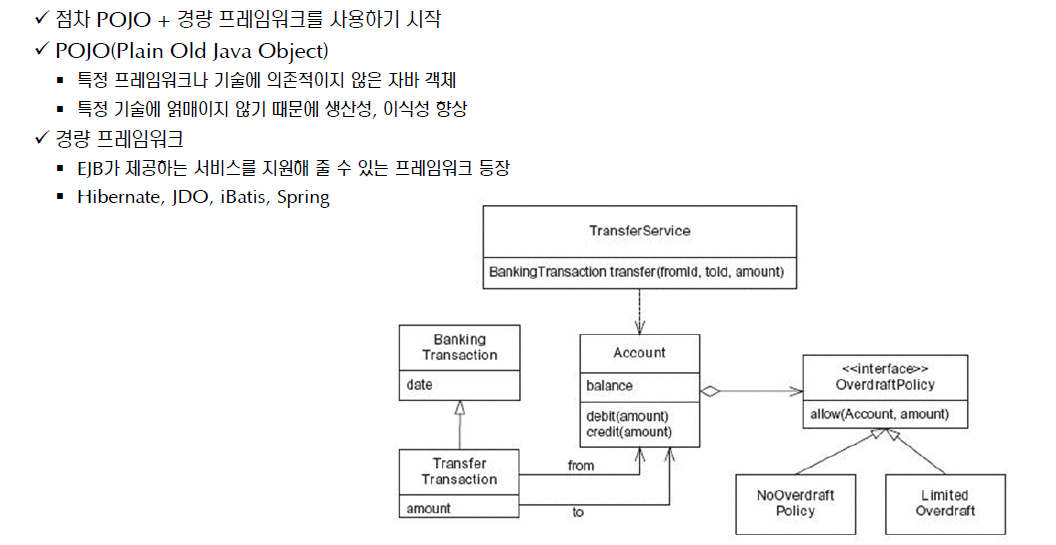 ✓ 점차 POJO + 경량 프레임워크를 사용하기 시작
✓ POJO(Plain Old Java Object)
▪ 특정 프레임워크나 기술에 의존적이지 않은 자바 객체
▪ 특정 기술에 얽매이지 않기 때문에 생산성, 이식성 향상
✓ 경량 프레임워크
▪ EJB가 제공하는 서비스를 지원해 줄 수 있는 프레임워크 등장
▪ Hibernate, JDO, iBatis, Spring
TransferService
BankingTransaction transfer(fromId, toId, amount)
Banking
Transaction
date
Account
balance
debit(amount)
credit(amount)
<<interface>>
OverdraftPolicy
allow(Account, amount)
Transfer
Transaction
amount
from
to
NoOverdraft
Policy
Limited
Overdraft